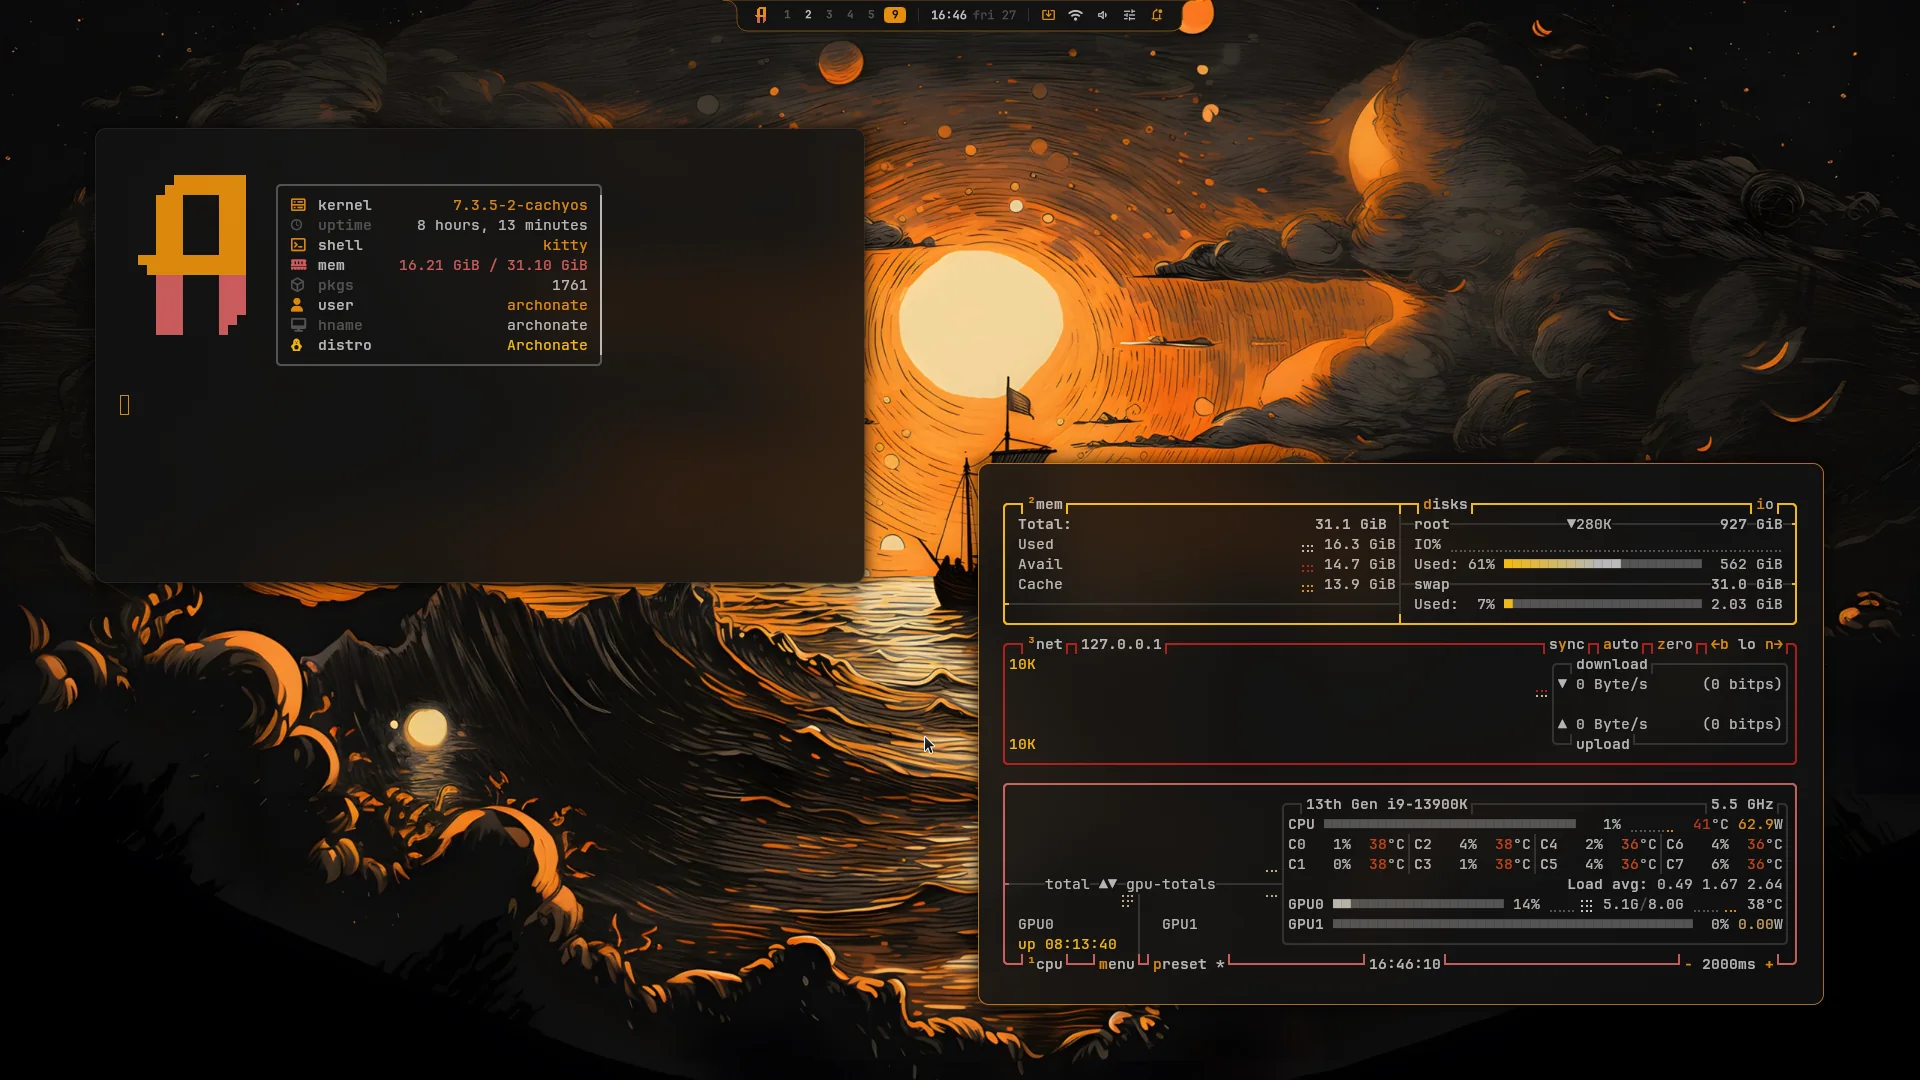 1 2 3 4 5 9 16:46 fri 27
kernel 7.3.5-2-cachyos
uptime 8 hours, 13 minutes
shell kitty
mem 16.21 GiB / 31.10 GiB
pkgs 1761
user archonate
hname archonate
distro Archonate
²mem disks io
Total: 31.1 GiB root ▼280K 927 GiB
Used 16.3 GiB IO%
Avail 14.7 GiB Used: 61% 562 GiB
Cache 13.9 GiB swap 31.0 GiB
Used: 7% 2.03 GiB
³net 127.0.0.1 sync auto zero ←b lo n→
10K download
▼ 0 Byte/s (0 bitps)
▲ 0 Byte/s (0 bitps)
10K upload
13th Gen i9-13900K 5.5 GHz
CPU 1% 41°C 62.9W
C0 1% 38°C C2 4% 38°C C4 2% 36°C C6 4% 36°C
C1 0% 38°C C3 1% 38°C C5 4% 36°C C7 6% 36°C
total ▲▼ gpu-totals Load avg: 0.49 1.67 2.64
GPU0 14% 5.1G/8.0G 38°C
GPU0 GPU1 GPU1 0% 0.00W
up 08:13:40
¹cpu menu preset * 16:46:10 - 2000ms +